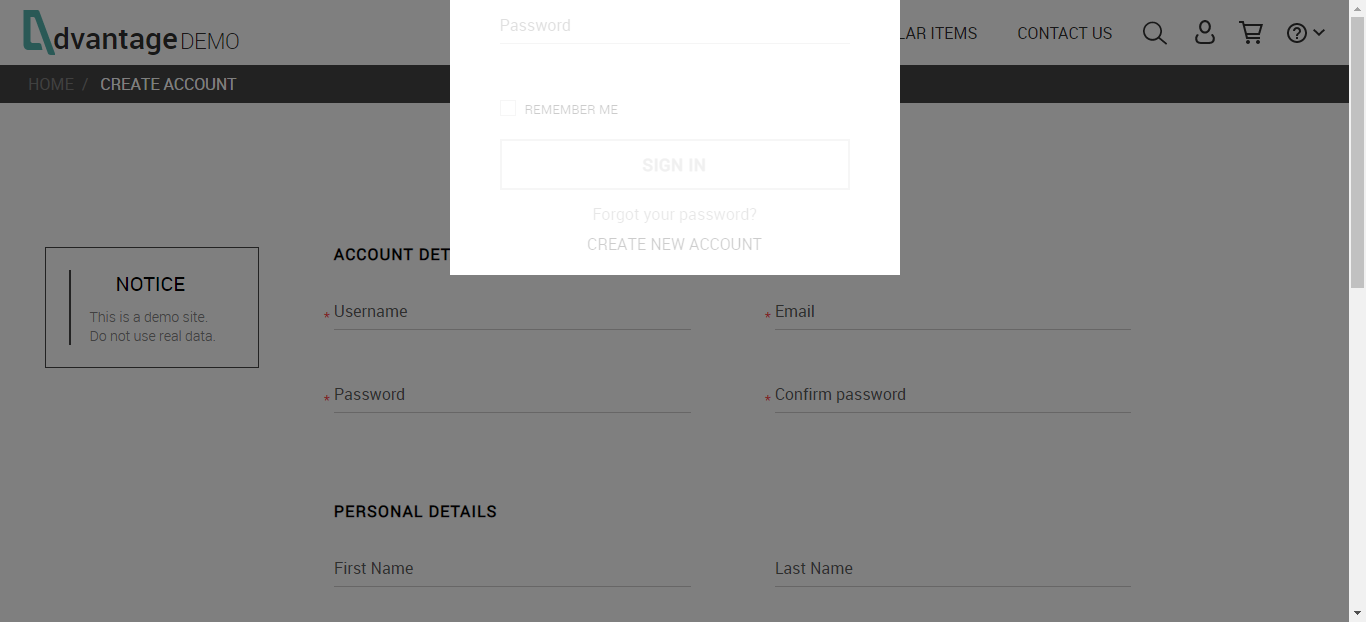 dvantage DEMO
Password
LAR ITEMS
CONTACT US
HOME / CREATE ACCOUNT
REMEMBER ME
SIGN IN
Forgot your password?
CREATE NEW ACCOUNT
NOTICE
This is a demo site.
Do not use real data.
ACCOUNT DET
* Username
* Email
* Password
* Confirm password
PERSONAL DETAILS
First Name
Last Name